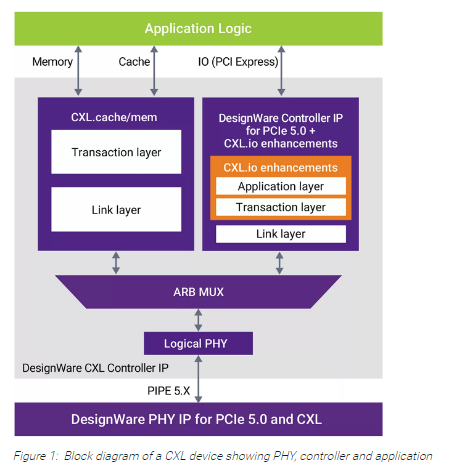 Application Logic
Memory
Cache
IO (PCI Express)
CXL.cache/mem
Transaction layer
Link layer
DesignWare Controller IP
for PCIe 5.0 +
CXL.io enhancements
CXL.io enhancements
Application layer
Transaction layer
Link layer
ARB MUX
Logical PHY
DesignWare CXL Controller IP
PIPE 5.X
DesignWare PHY IP for PCIe 5.0 and CXL
Figure 1: Block diagram of a CXL device showing PHY, controller and application